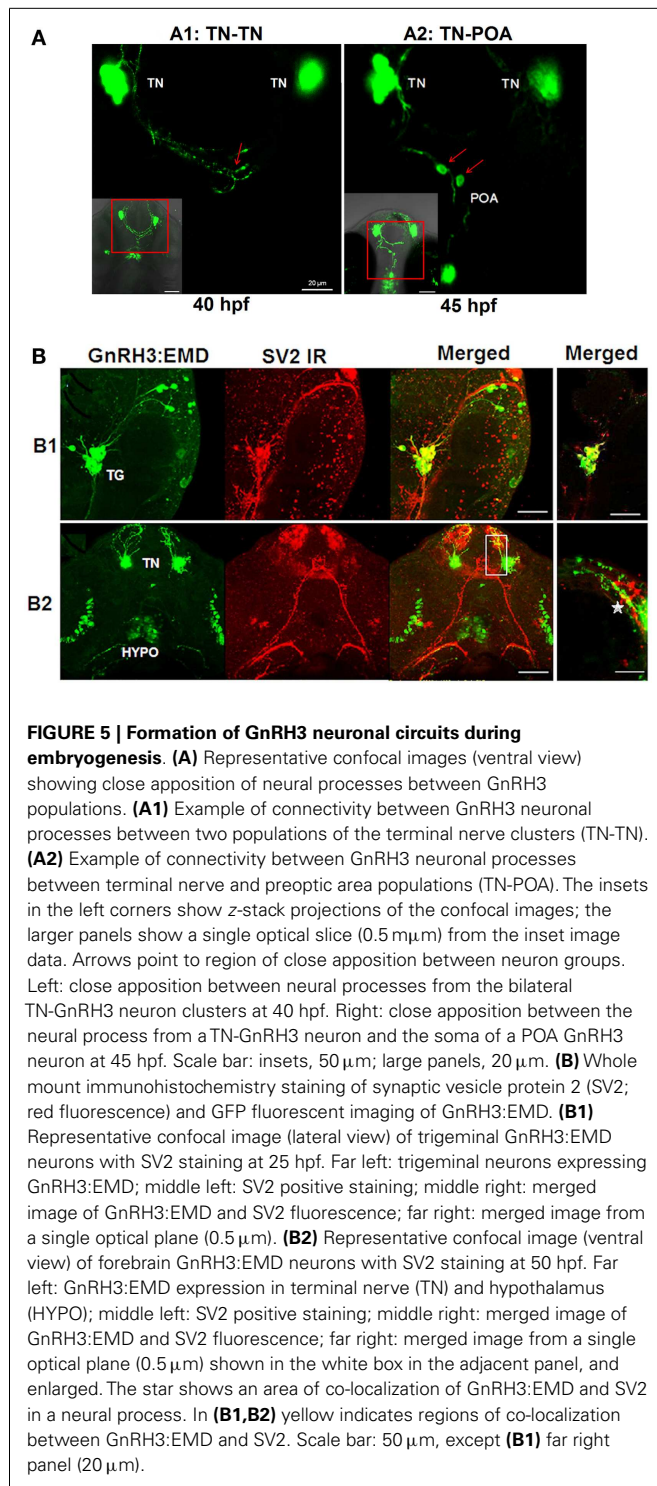 A
A1: TN-TN
A2: TN-POA
TN
TN
TN
TN
POA
20 µm
40 hpf
45 hpf
B
GnRH3:EMD
SV2 IR
Merged
Merged
B1
TG
B2
TN
HYPO
FIGURE 5 | Formation of GnRH3 neuronal circuits during
embryogenesis. (A) Representative confocal images (ventral view)
showing close apposition of neural processes between GnRH3
populations. (A1) Example of connectivity between GnRH3 neuronal
processes between two populations of the terminal nerve clusters (TN-TN).
(A2) Example of connectivity between GnRH3 neuronal processes
between terminal nerve and preoptic area populations (TN-POA). The insets
in the left corners show z-stack projections of the confocal images; the
larger panels show a single optical slice (0.5 mµm) from the inset image
data. Arrows point to region of close apposition between neuron groups.
Left: close apposition between neural processes from the bilateral
TN-GnRH3 neuron clusters at 40 hpf. Right: close apposition between the
neural process from a TN-GnRH3 neuron and the soma of a POA GnRH3
neuron at 45 hpf. Scale bar: insets, 50 µm; large panels, 20 µm. (B) Whole
mount immunohistochemistry staining of synaptic vesicle protein 2 (SV2;
red fluorescence) and GFP fluorescent imaging of GnRH3:EMD. (B1)
Representative confocal image (lateral view) of trigeminal GnRH3:EMD
neurons with SV2 staining at 25 hpf. Far left: trigeminal neurons expressing
GnRH3:EMD; middle left: SV2 positive staining; middle right: merged
image of GnRH3:EMD and SV2 fluorescence; far right: merged image from
a single optical plane (0.5 µm). (B2) Representative confocal image (ventral
view) of forebrain GnRH3:EMD neurons with SV2 staining at 50 hpf. Far
left: GnRH3:EMD expression in terminal nerve (TN) and hypothalamus
(HYPO); middle left: SV2 positive staining; middle right: merged image of
GnRH3:EMD and SV2 fluorescence; far right: merged image from a single
optical plane (0.5 µm) shown in the white box in the adjacent panel, and
enlarged. The star shows an area of co-localization of GnRH3:EMD and SV2
in a neural process. In (B1,B2) yellow indicates regions of co-localization
between GnRH3:EMD and SV2. Scale bar: 50 µm, except (B1) far right
panel (20 µm).